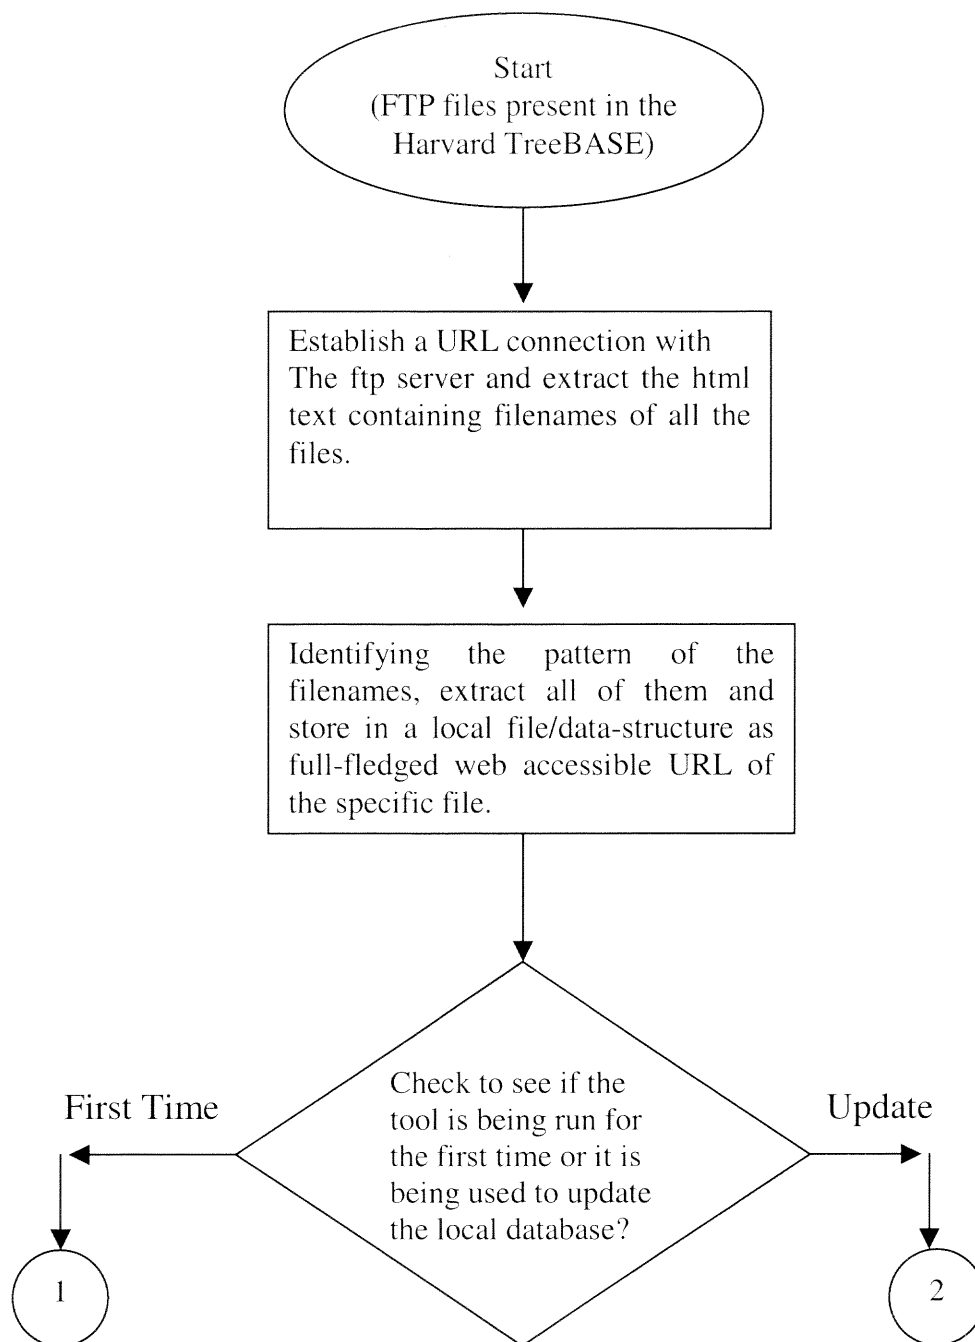 Start
(FTP files present in the
Harvard TreeBASE)
Establish a URL connection with
The ftp server and extract the html
text containing filenames of all the
files.
Identifying the pattern of the
filenames, extract all of them and
store in a local file/data-structure as
full-fledged web accessible URL of
the specific file.
First Time
Check to see if the
tool is being run for
the first time or it is
being used to update
the local database?
Update
1
2